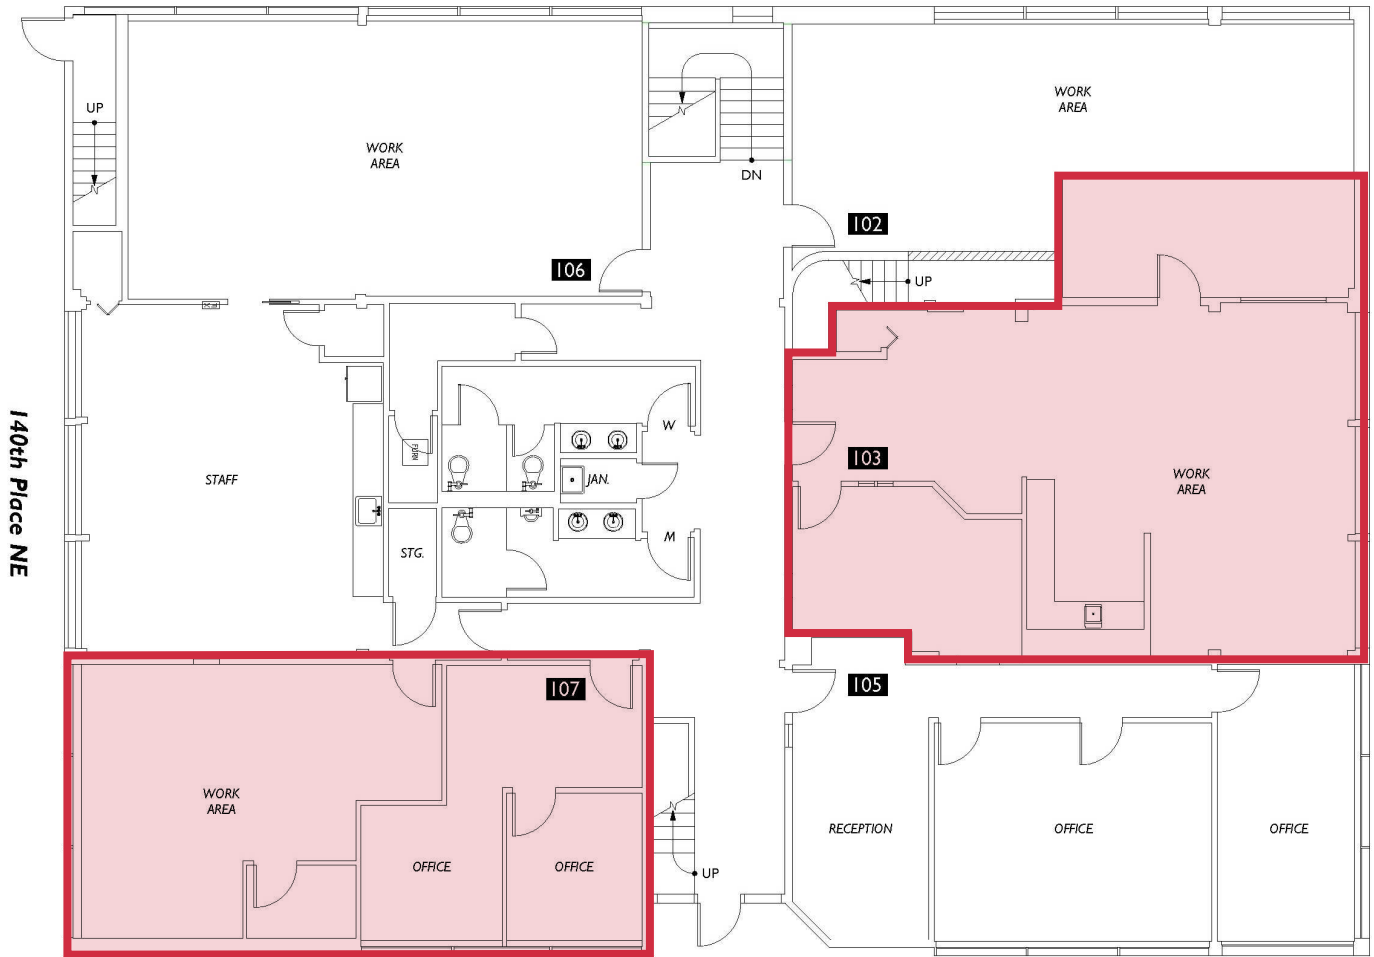 UP
WORK
AREA
WORK
AREA
DN
102
106
UP
W
103
STAFF
FURN
JAN.
WORK
AREA
140th Place NE
M
STG.
107
105
WORK
AREA
RECEPTION
OFFICE
OFFICE
OFFICE
OFFICE
UP